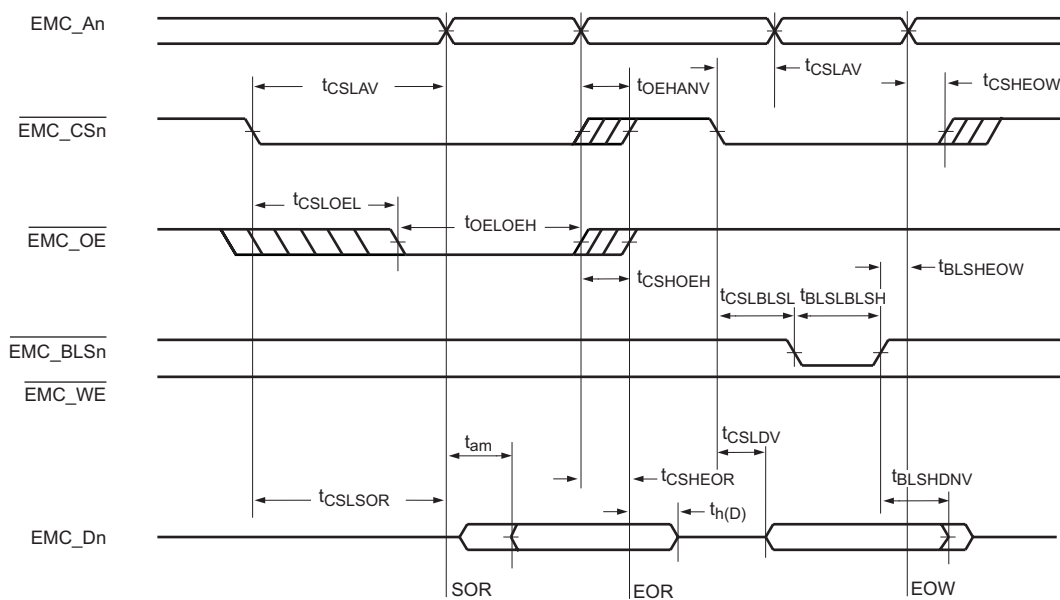 EMC_An
tCSLAV
tOEHANV
tCSLAV
tCSHEOW
EMC_CSn
tCSLOEL
tOELOEH
EMC_OE
tCSHOEH
tBLSHEOW
tCSLBLSL
tBLSLBLSH
EMC_BLSn
EMC_WE
tam
tCSLDV
tCSHEOR
tBLSHDNV
tCSLSOR
th(D)
EMC_Dn
SOR
EOR
EOW